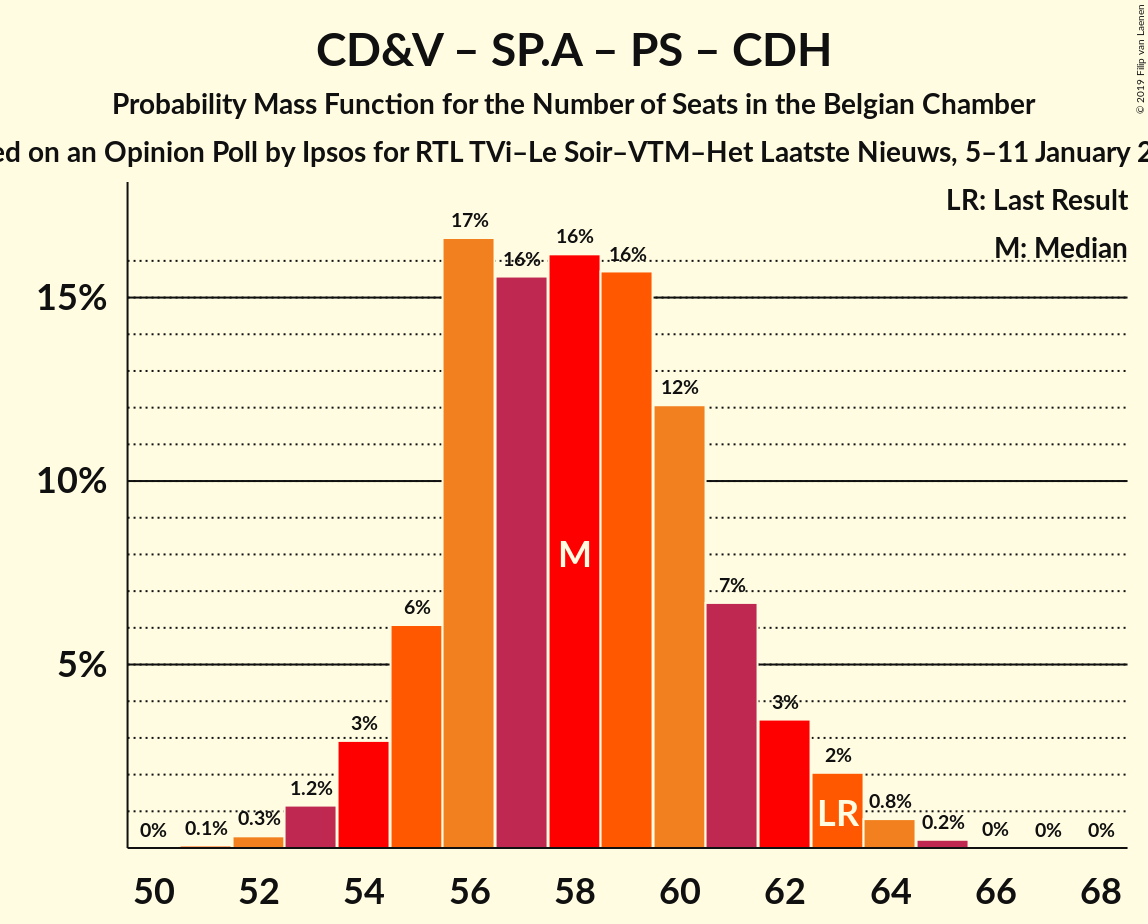 CD&V – SP.A – PS – CDH
Probability Mass Function for the Number of Seats in the Belgian Chamber
on an Opinion Poll by Ipsos for RTL TVi–Le Soir–VTM–Het Laatste Nieuws, 5–11 January
© 2019 Filip van Laenen
LR: Last Result
M: Median
15%
10%
5%
0%
0.1%
0.3%
1.2%
3%
6%
17%
16%
16%
16%
12%
7%
3%
2%
0.8%
0.2%
0%
0%
0%
M
LR
50 52 54 56 58 60 62 64 66 68